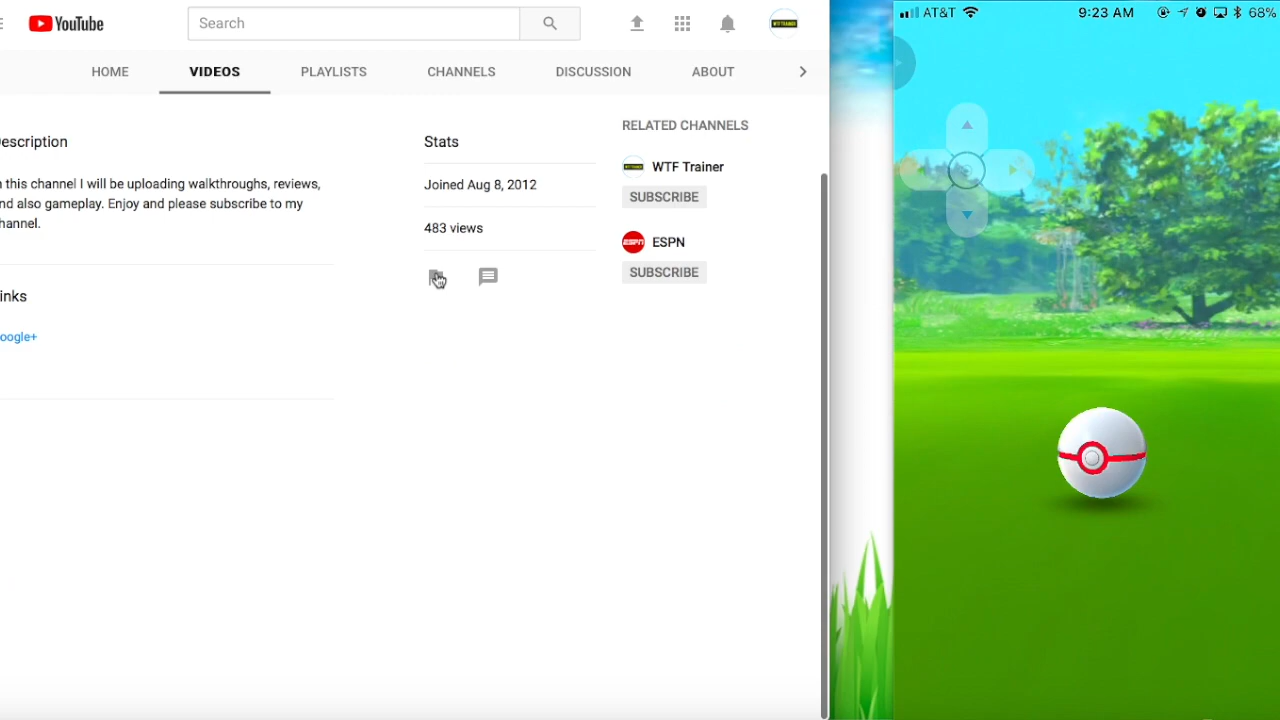 YouTube
Search
HOME
VIDEOS
PLAYLISTS
CHANNELS
DISCUSSION
ABOUT
escription
n this channel I will be uploading walkthroughs, reviews,
nd also gameplay. Enjoy and please subscribe to my
hannel.
inks
oogle+
Stats
Joined Aug 8, 2012
483 views
RELATED CHANNELS
WTF Trainer
SUBSCRIBE
ESPN
ESPN
SUBSCRIBE
AT&T
9:23 AM
68%